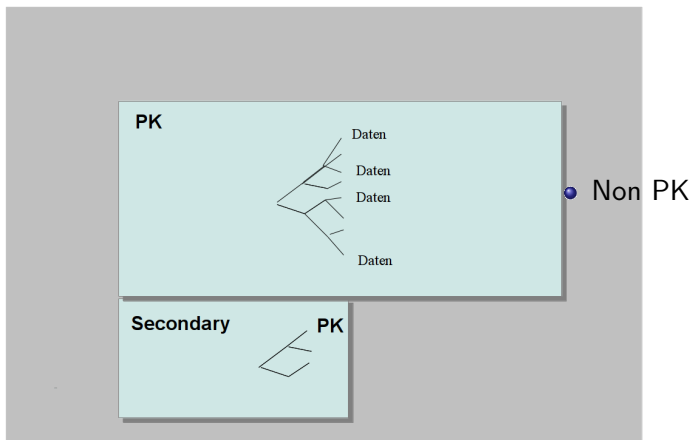 PK
Daten
Daten
Daten
Non PK
Daten
Secondary PK